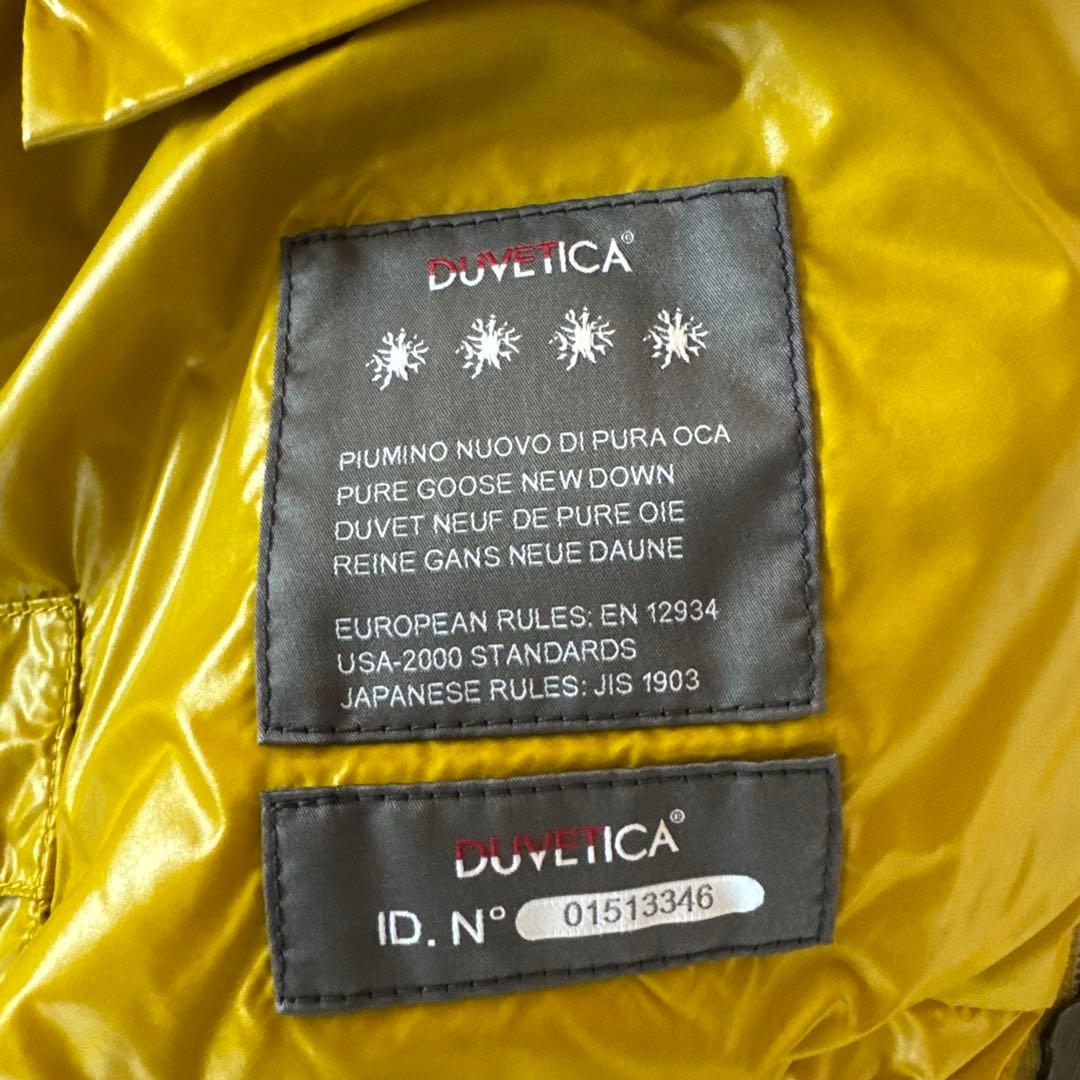 DUVETICA®
PIUMINO NUOVO DI PURA OCA
PURE GOOSE NEW DOWN
DUVET NEUF DE PURE OIE
REINE GANS NEUE DAUNE
EUROPEAN RULES: EN 12934
USA-2000 STANDARDS
JAPANESE RULES: JIS 1903
DUVETICA®
ID. N° 01513346